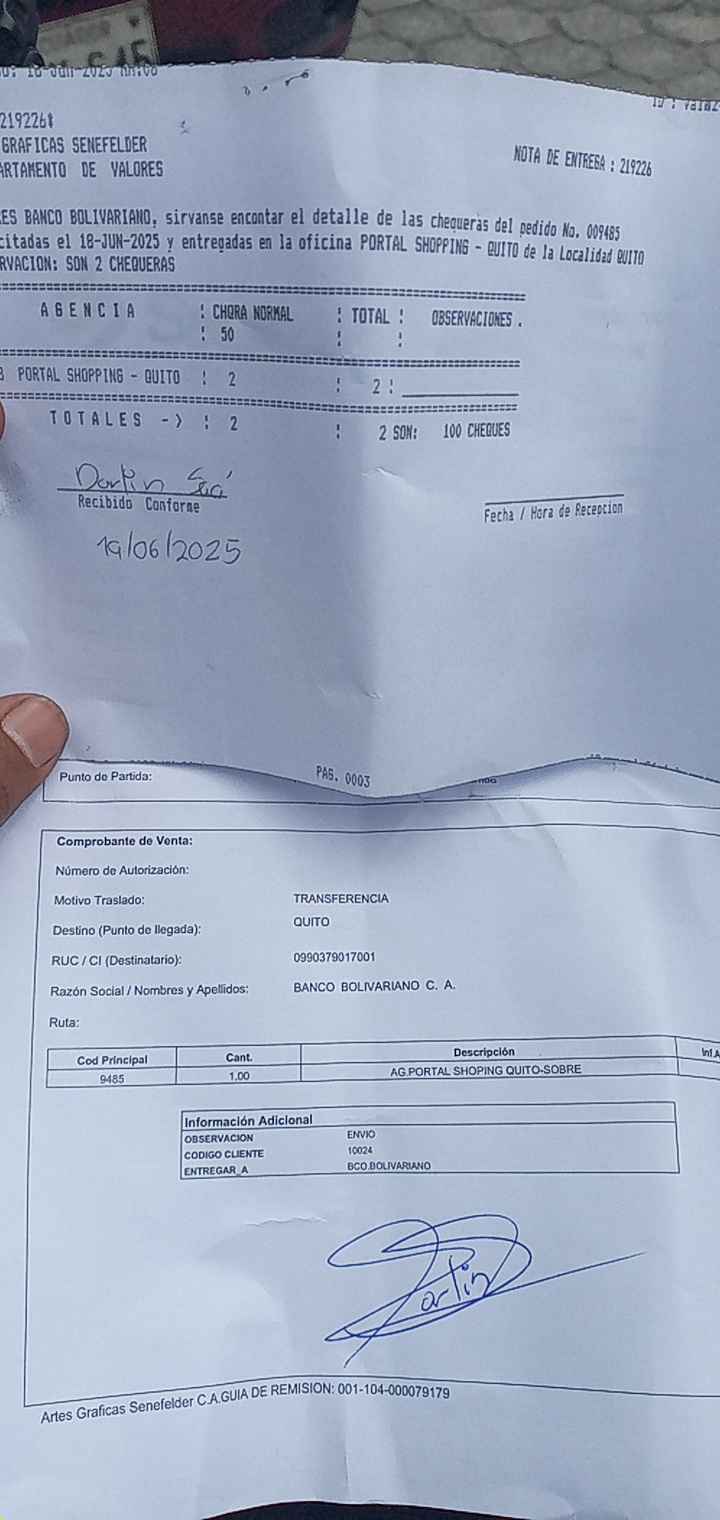 219226
GRAFICAS SENEFELDER
ARTAMENTO DE VALORES
NOTA DE ENTREGA : 219226
ES BANCO BOLIVARIANO, sirvanse encontar el detalle de las chequeras del pedido No. 009485
citadas el 18-JUN-2025 y entregadas en la oficina PORTAL SHOPPING - QUITO de la Localidad QUITO
RVACION: SON 2 CHEQUERAS
A G E N C I A ¦ CHQRA NORMAL ¦ TOTAL ¦ OBSERVACIONES .
¦ 50 ¦ ¦
PORTAL SHOPPING - QUITO ¦ 2 ¦ 2 ¦
T O T A L E S -> ¦ 2 ¦ 2 SON: 100 CHEQUES
Recibido Conforme
Fecha / Hora de Recepcion
19/06/2025
PAG. 0003
Punto de Partida:
Comprobante de Venta:
Número de Autorización:
Motivo Traslado: TRANSFERENCIA
Destino (Punto de llegada): QUITO
RUC / CI (Destinatario): 0990379017001
Razón Social / Nombres y Apellidos: BANCO BOLIVARIANO C. A.
Ruta:
Cod Principal Cant. Descripción Inf.A
9485 1.00 AG.PORTAL SHOPING QUITO-SOBRE
Información Adicional
OBSERVACION ENVIO
CODIGO CLIENTE 10024
ENTREGAR_A BCO.BOLIVARIANO
Artes Graficas Senefelder C.A.GUIA DE REMISION: 001-104-000079179